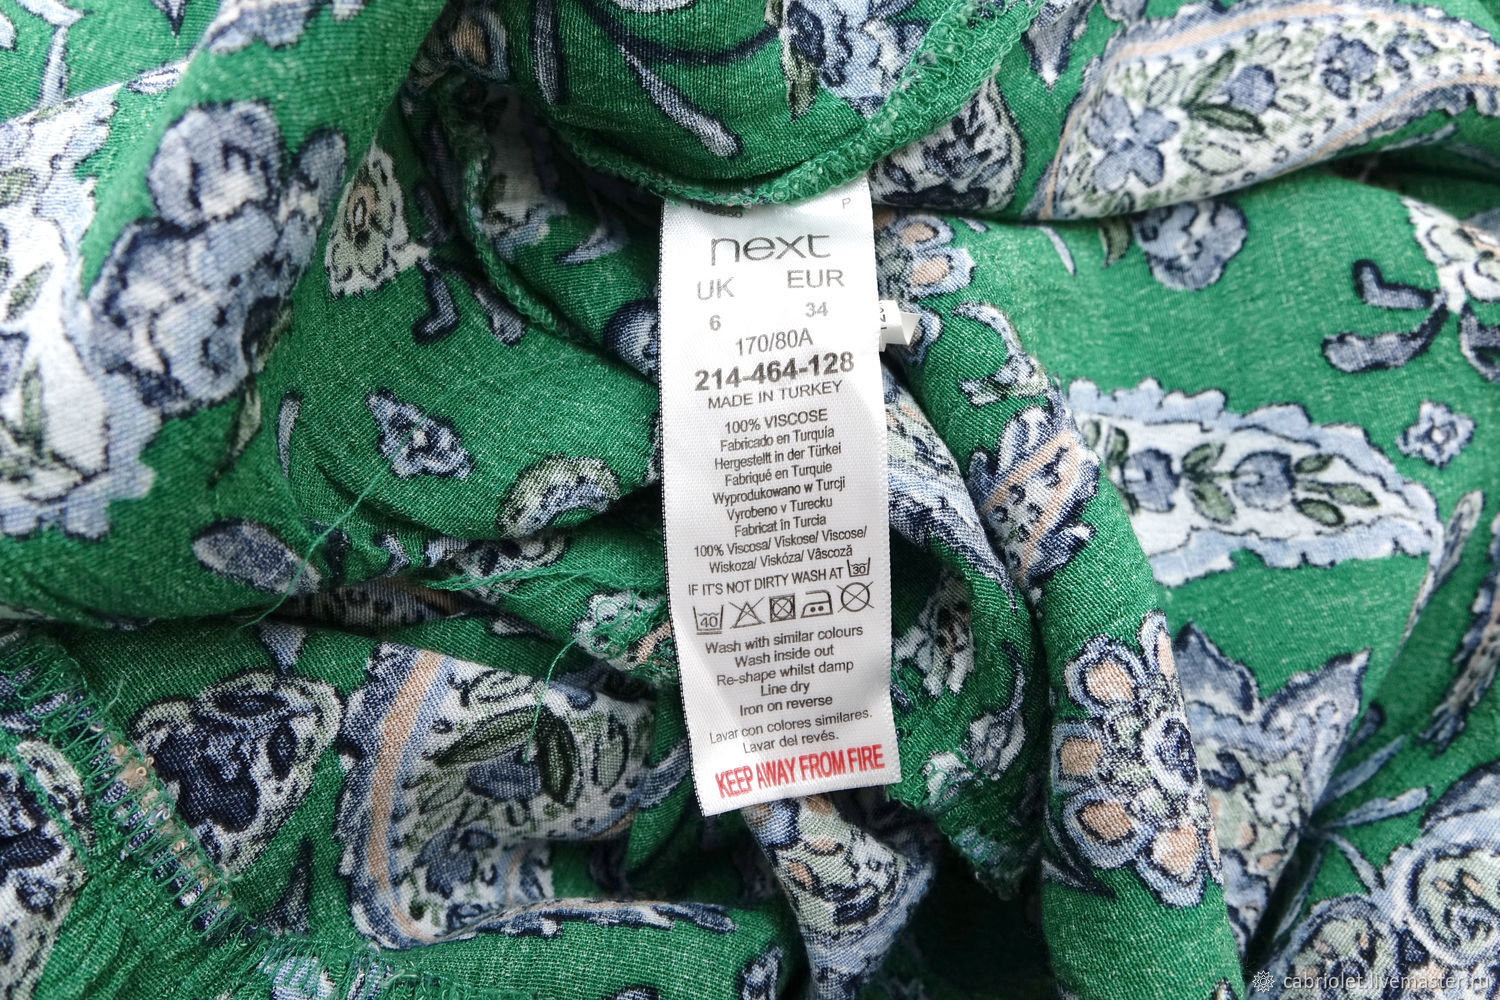 P
next
UK EUR
6 34
170/80A
214-464-128
MADE IN TURKEY
100% VISCOSE
Fabricado en Turquía
Hergestellt in der Türkei
Fabriqué en Turquie
Wyprodukowano w Turcji
Vyrobeno v Turecku
Fabricat in Turcia
100% Viscosa/ Viskose/ Viscose/
Wiskoza/ Viskóza/ Vâscoză
IF IT'S NOT DIRTY WASH AT 30
40
Wash with similar colours
Wash inside out
Re-shape whilst damp
Line dry
Iron on reverse
Lavar con colores similares.
Lavar del revés.
KEEP AWAY FROM FIRE
cabriolet.livemaster.ru